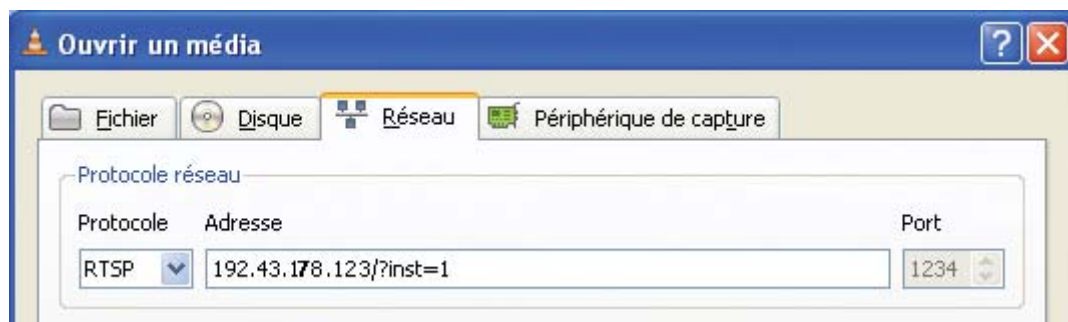 Ouvrir un média
Fichier Disque Réseau Périphérique de capture
Protocole réseau
Protocole Adresse Port
RTSP 192.43.178.123/?inst=1 1234